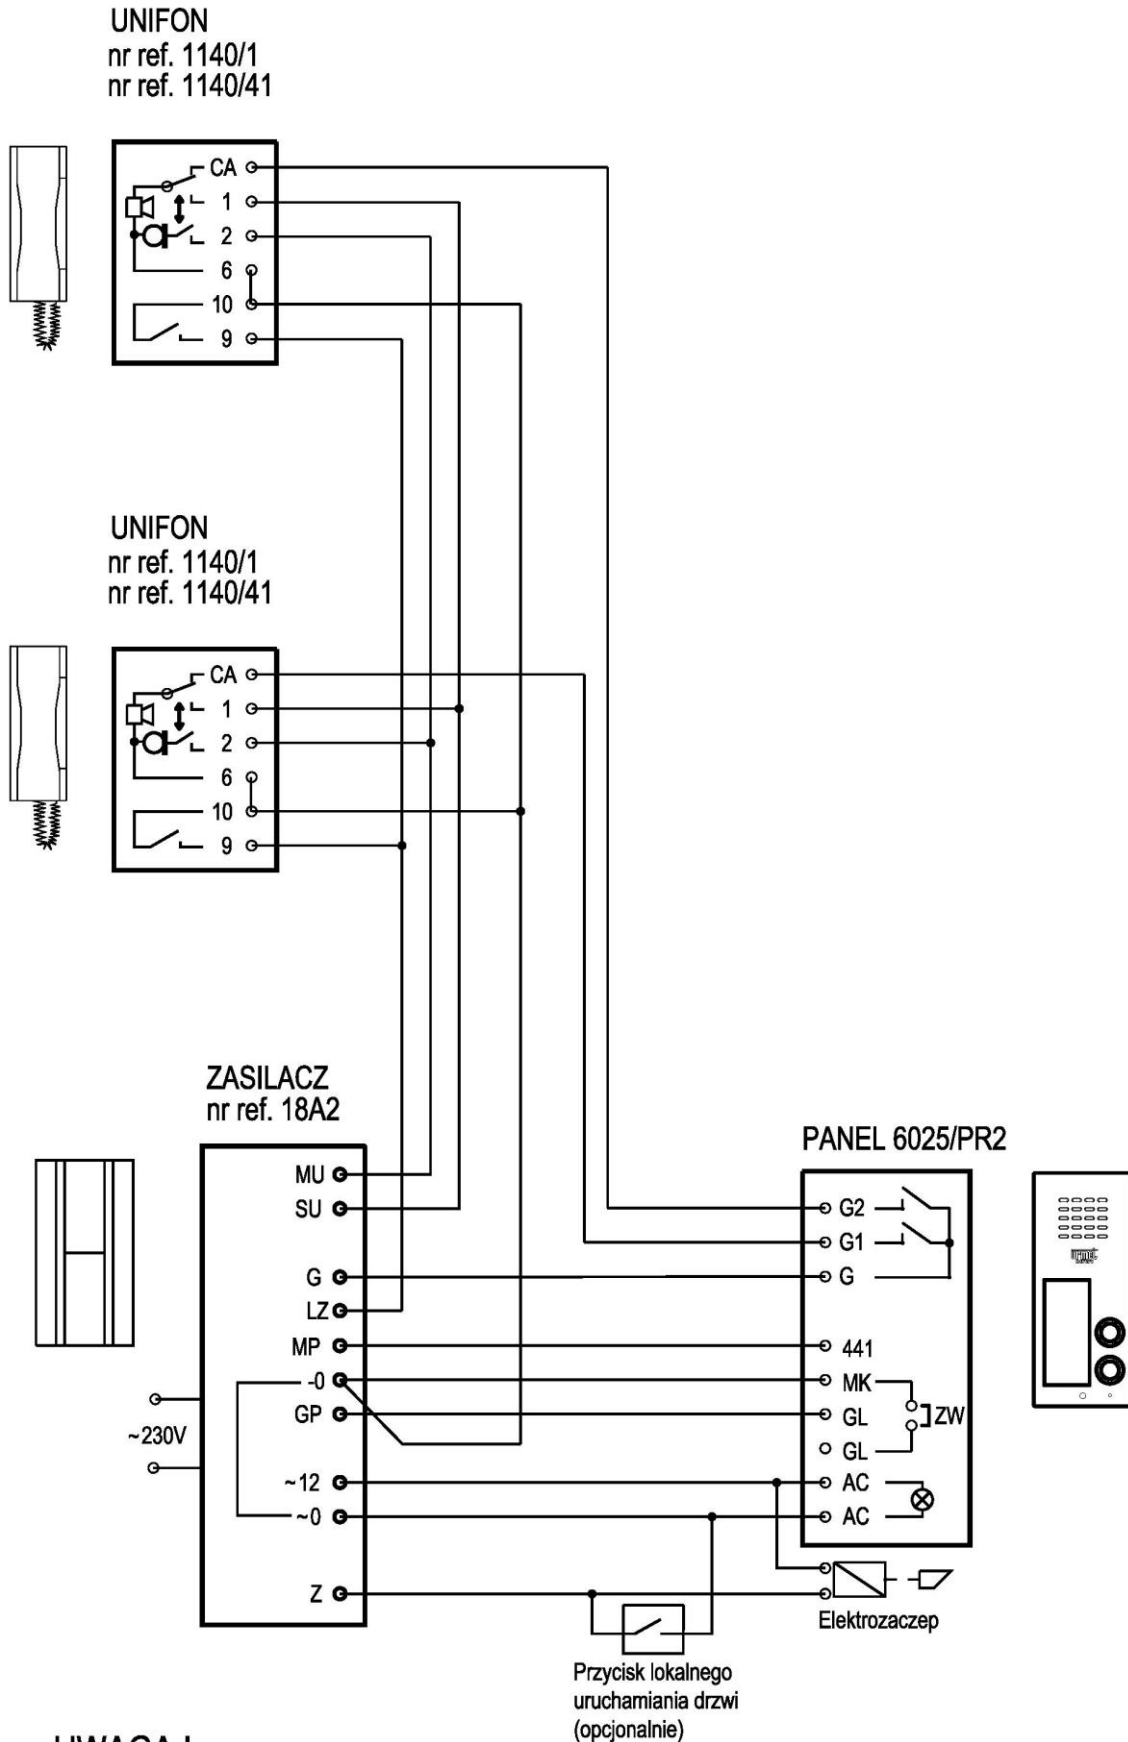 UNIFON
nr ref. 1140/1
nr ref. 1140/41
CA
1
2
6
10
9
UNIFON
nr ref. 1140/1
nr ref. 1140/41
CA
1
2
6
10
9
ZASILACZ
nr ref. 18A2
MU
SU
G
LZ
MP
-0
GP
~12
~0
Z
~230V
PANEL 6025/PR2
G2
G1
G
441
MK
GL
GL
AC
AC
ZW
Elektrozaczep
Przycisk lokalnego
uruchamiania drzwi
(opcjonalnie)
UWAGA !